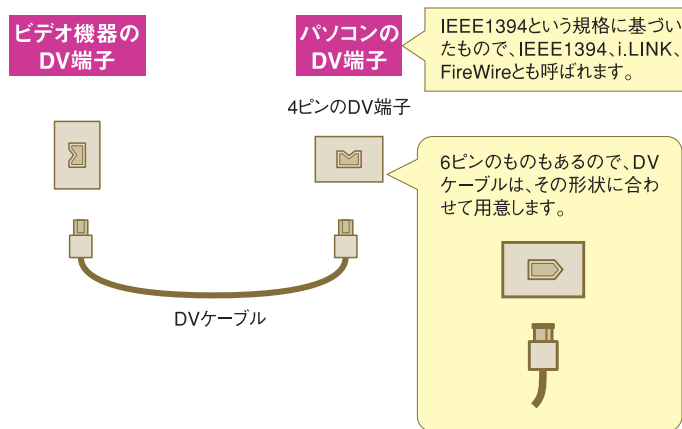 ビデオ機器の
DV端子
パソコンの
DV端子
IEEE1394という規格に基づい
たもので、IEEE1394、i.LINK、
FireWireとも呼ばれます。
4ピンのDV端子
6ピンのものもあるので、DV
ケーブルは、その形状に合わ
せて用意します。
DVケーブル